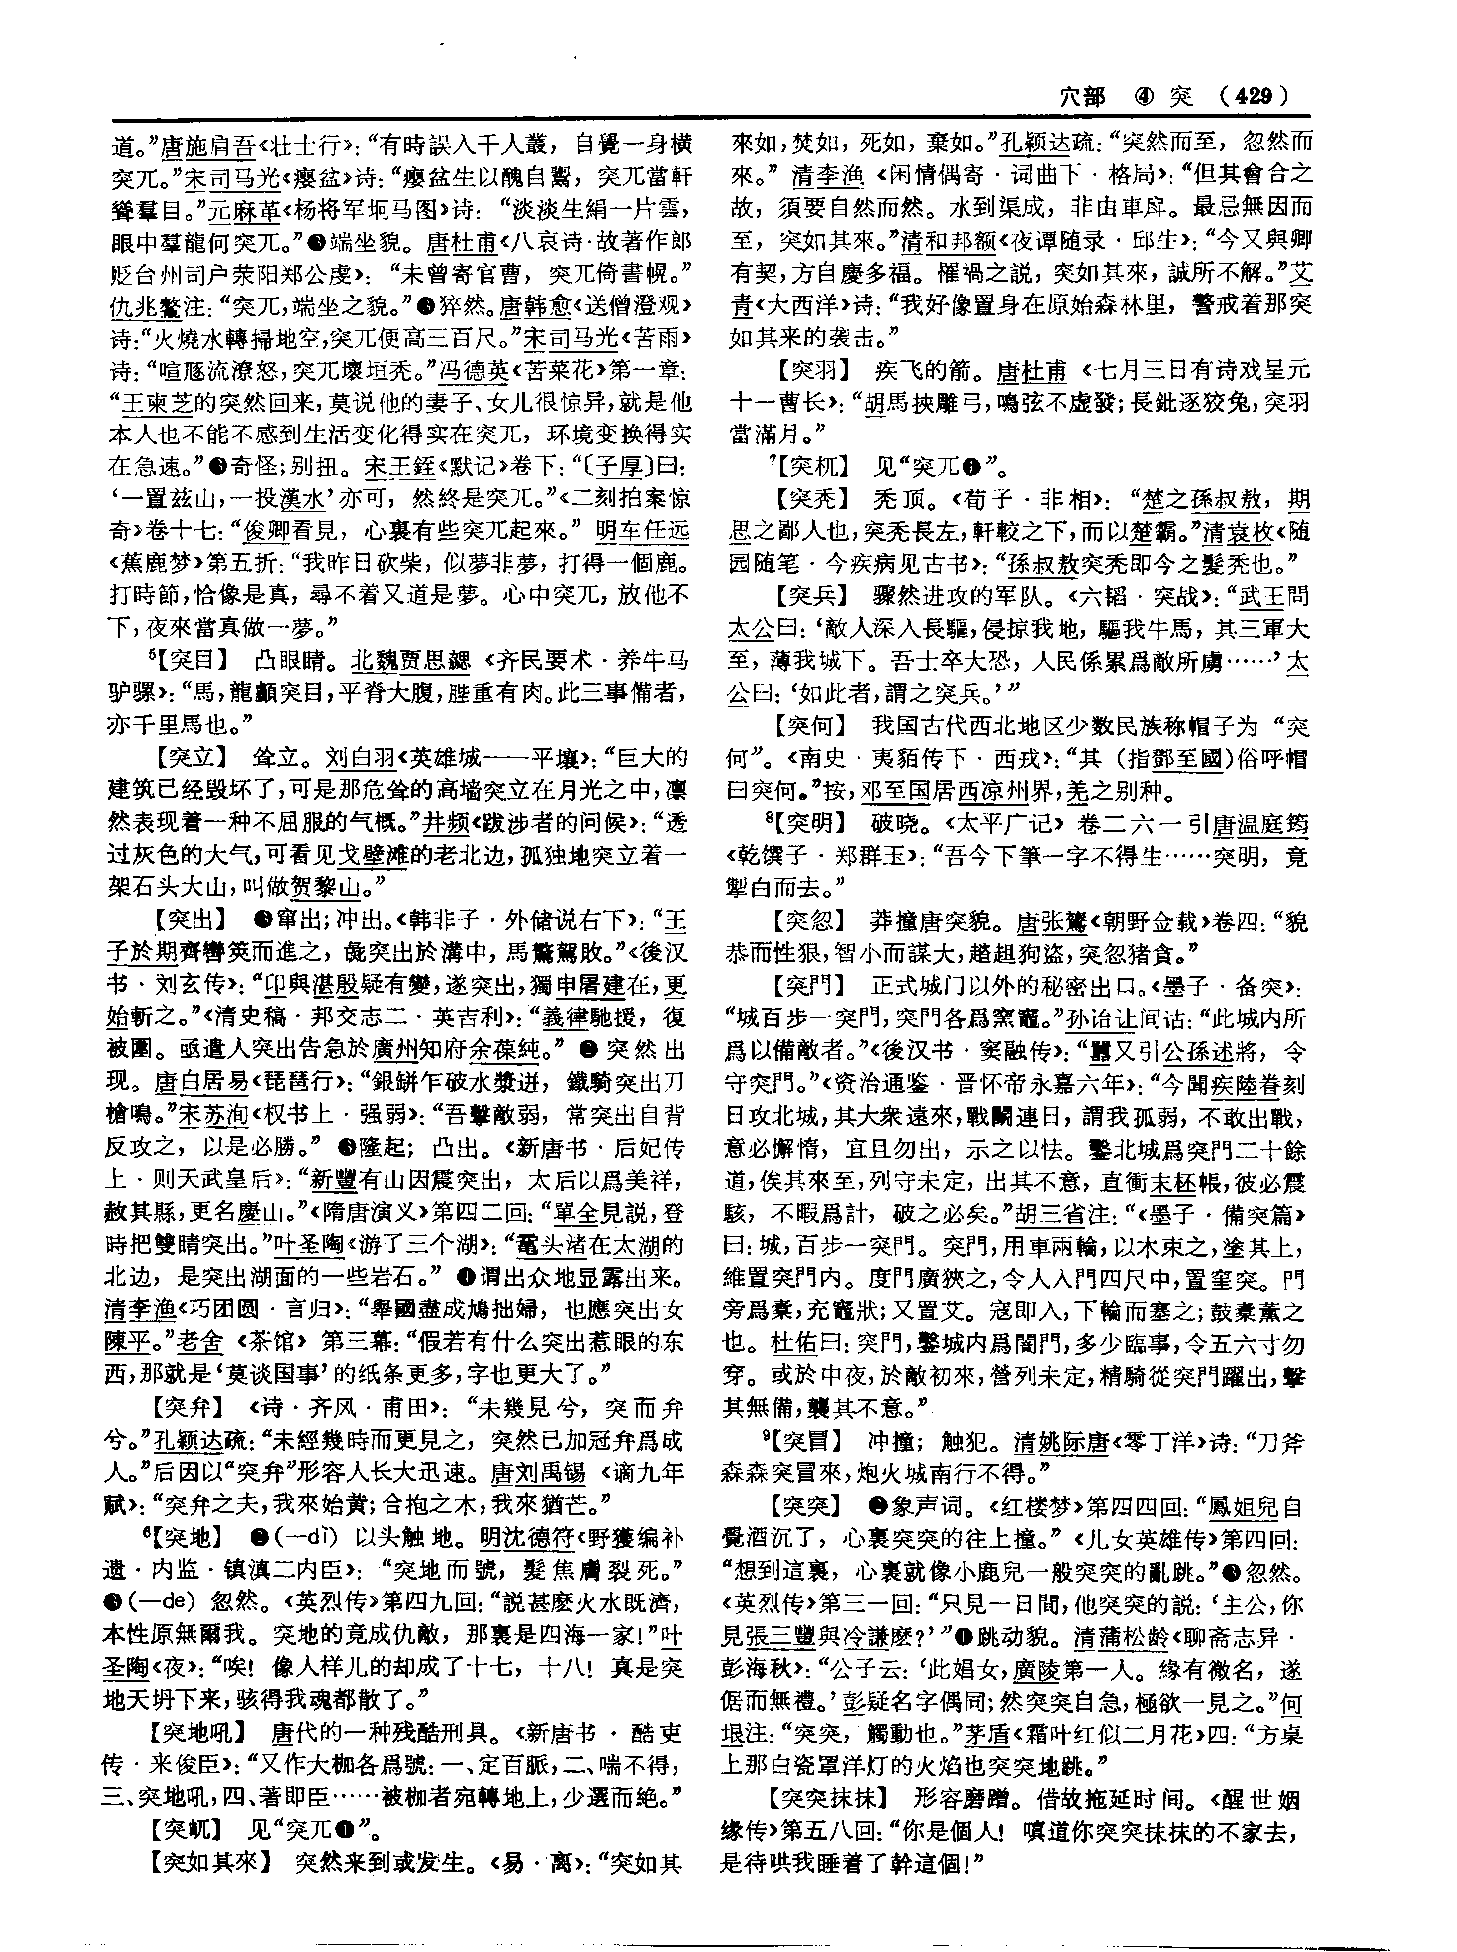 穴部 ④ 突 （429）
道。”唐施肩吾《壮士行》：“有時誤入千人叢，自覺一身横
突兀。”宋司马光《瘿盆》诗：“癭盆生以醜自鬻，突兀當軒
聳羣目。”元麻革《杨将军垌马图》诗：“淡淡生絹一片雲，
眼中羣龍何突兀。”❸端坐貌。唐杜甫《八哀诗·故著作郎
贬台州司户荥阳郑公虔》：“未曾寄官曹，突兀倚書幌。”
仇兆鳌注：“突兀，端坐之貌。”❹猝然。唐韩愈《送僧澄观》
诗：“火燒水轉掃地空，突兀便高三百尺。”宋司马光《苦雨》
诗：“喧豗流潦怒，突兀壞垣秃。”冯德英《苦菜花》第一章：
“王柬芝的突然回来，莫说他的妻子、女儿很惊异，就是他
本人也不能不感到生活变化得实在突兀，环境变换得实
在急速。”❺奇怪；别扭。宋王銍《默记》卷下：“〔子厚〕曰：
‘一置兹山，一投漢水’亦可，然終是突兀。”《二刻拍案惊
奇》卷十七：“俊卿看見，心裏有些突兀起來。”明车任远
《蕉鹿梦》第五折：“我昨日砍柴，似夢非夢，打得一個鹿。
打時節，恰像是真，尋不着又道是夢。心中突兀，放他不
下，夜來當真做一夢。”
⁵【突目】 凸眼睛。北魏贾思勰《齐民要术·养牛马
驴骡》：“馬，龍顱突目，平脊大腹，䏶重有肉。此三事備者，
亦千里馬也。”
【突立】 耸立。刘白羽《英雄城——平壤》：“巨大的
建筑已经毁坏了，可是那危耸的高墙突立在月光之中，凛
然表现着一种不屈服的气概。”井频《跋涉者的问候》：“透
过灰色的大气，可看见戈壁滩的老北边，孤独地突立着一
架石头大山，叫做贺黎山。”
【突出】 ❶窜出；冲出。《韩非子·外储说右下》：“王
子於期齊轡筴而進之，彘突出於溝中，馬驚駕敗。”《後汉
书·刘玄传》：“卬與湛殷疑有變，遂突出，獨申屠建在，更
始斬之。”《清史稿·邦交志二·英吉利》：“義律馳援，復
被圍。亟遣人突出告急於廣州知府余葆純。”❷突然出
现。唐白居易《琵琶行》：“銀缾乍破水漿迸，鐵騎突出刀
槍鳴。”宋苏洵《权书上·强弱》：“吾擊敵弱，常突出自背
反攻之，以是必勝。”❸隆起；凸出。《新唐书·后妃传
上·则天武皇后》：“新豐有山因震突出，太后以爲美祥，
赦其縣，更名慶山。”《隋唐演义》第四二回：“單全見説，登
時把雙睛突出。”叶圣陶《游了三个湖》：“鼋头渚在太湖的
北边，是突出湖面的一些岩石。”❹谓出众地显露出来。
清李渔《巧团圆·言归》：“舉國盡成鳩拙婦，也應突出女
陳平。”老舍《茶馆》第三幕：“假若有什么突出惹眼的东
西，那就是‘莫谈国事’的纸条更多，字也更大了。”
【突弁】 《诗·齐风·甫田》：“未幾見兮，突而弁
兮。”孔颖达疏：“未經幾時而更見之，突然已加冠弁爲成
人。”后因以“突弁”形容人长大迅速。唐刘禹锡《谪九年
赋》：“突弁之夫，我來始黄；合抱之木，我來猶芒。”
⁶【突地】 ❶(一dì) 以头触地。明沈德符《野獲编补
遗·内监·镇滇二内臣》：“突地而號，髮焦膚裂死。”
❷(一de) 忽然。《英烈传》第四九回：“説甚麽火水既濟，
本性原無爾我。突地的竟成仇敵，那裏是四海一家！”叶
圣陶《夜》：“唉！像人样儿的却成了十七，十八！真是突
地天坍下来，骇得我魂都散了。”
【突地吼】 唐代的一种残酷刑具。《新唐书·酷吏
传·来俊臣》：“又作大枷各爲號：一、定百脈，二、喘不得，
三、突地吼，四、著即臣……被枷者宛轉地上，少選而絶。”
【突屼】 见“突兀❶”。
【突如其來】 突然来到或发生。《易·离》：“突如其
來如，焚如，死如，棄如。”孔颖达疏：“突然而至，忽然而
來。”清李渔《闲情偶寄·词曲下·格局》：“但其會合之
故，須要自然而然。水到渠成，非由車戽。最忌無因而
至，突如其來。”清和邦额《夜谭随录·邱生》：“今又與卿
有契，方自慶多福。罹禍之説，突如其來，誠所不解。”艾
青《大西洋》诗：“我好像置身在原始森林里，警戒着那突
如其来的袭击。”
【突羽】 疾飞的箭。唐杜甫《七月三日有诗戏呈元
十一曹长》：“胡馬挾雕弓，鳴弦不虚發；長鈚逐狡兔，突羽
當滿月。”
⁷【突杌】 见“突兀❶”。
【突秃】 秃顶。《荀子·非相》：“楚之孫叔敖，期
思之鄙人也，突秃長左，軒較之下，而以楚霸。”清袁枚《随
园随笔·今疾病见古书》：“孫叔敖突秃即今之髮秃也。”
【突兵】 骤然进攻的军队。《六韬·突战》：“武王問
太公曰：‘敵人深入長驅，侵掠我地，驅我牛馬，其三軍大
至，薄我城下。吾士卒大恐，人民係累爲敵所虜……’太
公曰：‘如此者，謂之突兵。’”
【突何】 我国古代西北地区少数民族称帽子为“突
何”。《南史·夷貊传下·西戎》：“其（指鄧至國）俗呼帽
曰突何。”按，邓至国居西凉州界，羌之别种。
⁸【突明】 破晓。《太平广记》卷二六一引唐温庭筠
《乾馔子·郑群玉》：“吾今下筆一字不得生……突明，竟
掣白而去。”
【突忽】 莽撞唐突貌。唐张鷟《朝野佥载》卷四：“貌
恭而性狠，智小而謀大，趦趄狗盗，突忽猪貪。”
【突門】 正式城门以外的秘密出口。《墨子·备突》：
“城百步一突門，突門各爲窯竈。”孙诒让间诂：“此城内所
爲以備敵者。”《後汉书·窦融传》：“囂又引公孫述將，令
守突門。”《资治通鉴·晋怀帝永嘉六年》：“今聞疾陸眷刻
日攻北城，其大衆遠來，戰鬭連日，謂我孤弱，不敢出戰，
意必懈惰，宜且勿出，示之以怯。鑿北城爲突門二十餘
道，俟其來至，列守未定，出其不意，直衝末柸帳，彼必震
駭，不暇爲計，破之必矣。”胡三省注：“《墨子·備突篇》
曰：城，百步一突門。突門，用車兩輪，以木束之，塗其上，
維置突門内。度門廣狹之，令人入門四尺中，置窐突。門
旁爲橐，充竈狀；又置艾。寇即入，下輪而塞之；鼓橐薰之
也。杜佑曰：突門，鑿城内爲闇門，多少臨事，令五六寸勿
穿。或於中夜，於敵初來，營列未定，精騎從突門躍出，擊
其無備，襲其不意。”
⁹【突冒】 冲撞；触犯。清姚际唐《零丁洋》诗：“刀斧
森森突冒來，炮火城南行不得。”
【突突】 ❶象声词。《红楼梦》第四四回：“鳳姐兒自
覺酒沉了，心裏突突的往上撞。”《儿女英雄传》第四回：
“想到這裏，心裏就像小鹿兒一般突突的亂跳。”❷忽然。
《英烈传》第三一回：“只見一日間，他突突的説：‘主公，你
見張三豐與冷謙麽？’”❸跳动貌。清蒲松龄《聊斋志异·
彭海秋》：“公子云：‘此娼女，廣陵第一人。緣有微名，遂
倨而無禮。’彭疑名字偶同；然突突自急，極欲一見之。”何
垠注：“突突，觸動也。”茅盾《霜叶红似二月花》四：“方桌
上那白瓷罩洋灯的火焰也突突地跳。”
【突突抹抹】 形容磨蹭。借故拖延时间。《醒世姻
缘传》第五八回：“你是個人！嗔道你突突抹抹的不家去，
是待哄我睡着了幹這個！”